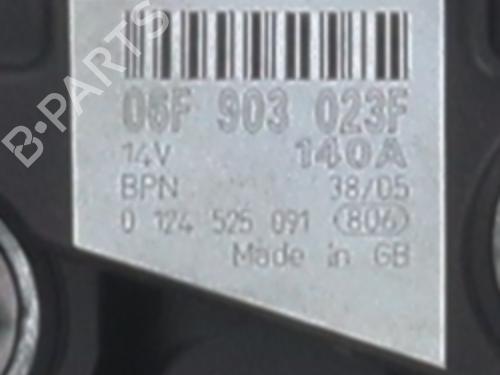 B-PARTS
06F 903 023F
14V 140A
BPN 38/05
0 124 525 091 806
Made in GB